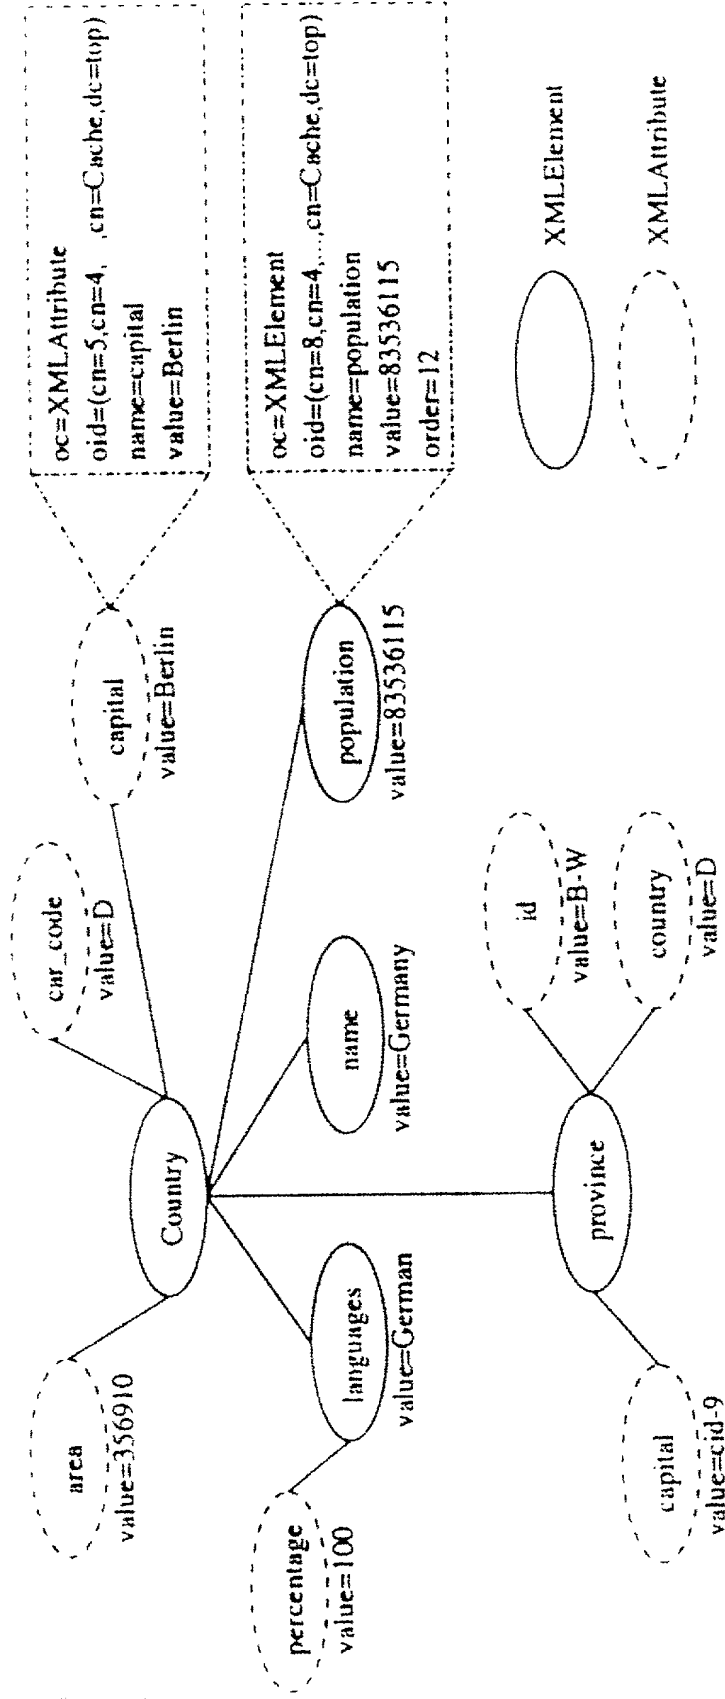 area
value=356910
car_code
value=D
capital
value=Berlin
oc=XMLAttribute
oid=(cn=5,cn=4, ,cn=Cache,dc=top)
name=capital
value=Berlin
Country
percentage
value=100
languages
value=German
name
value=Germany
population
value=83536115
oc=XMLElement
oid=(cn=8,cn=4,...,cn=Cache,dc=top)
name=population
value=83536115
order=12
capital
value=cid-9
province
id
value=B-W
country
value=D
XMLElement
XMLAttribute